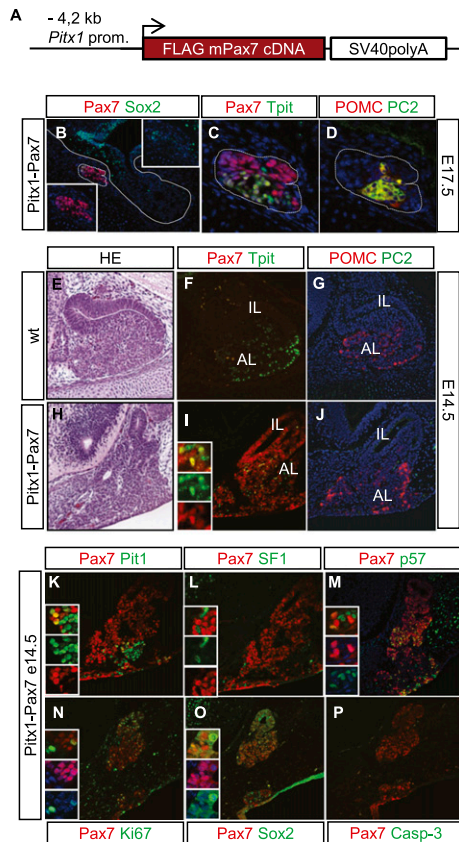 A
- 4,2 kb
Pitx1 prom.
FLAG mPax7 cDNA
SV40polyA
Pax7 Sox2
Pax7 Tpit
POMC PC2
Pitx1-Pax7
B
C
D
E17.5
HE
Pax7 Tpit
POMC PC2
wt
E
F
IL
AL
G
IL
AL
E14.5
Pitx1-Pax7
H
I
IL
AL
J
IL
AL
Pax7 Pit1
Pax7 SF1
Pax7 p57
Pitx1-Pax7 e14.5
K
L
M
N
O
P
Pax7 Ki67
Pax7 Sox2
Pax7 Casp-3